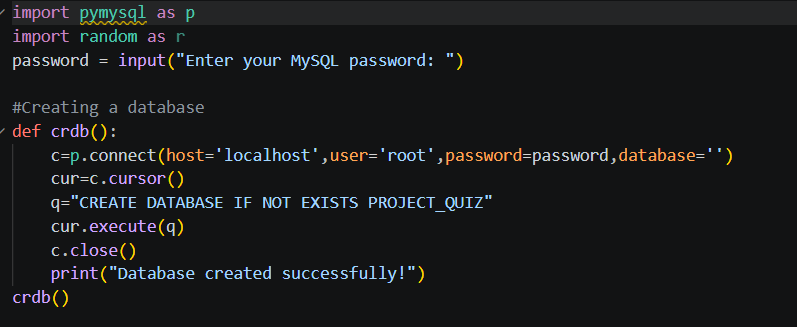 import pymysql as p
import random as r
password = input("Enter your MySQL password: ")
#Creating a database
def crdb():
    c=p.connect(host='localhost',user='root',password=password,database='')
    cur=c.cursor()
    q="CREATE DATABASE IF NOT EXISTS PROJECT_QUIZ"
    cur.execute(q)
    c.close()
    print("Database created successfully!")
crdb()